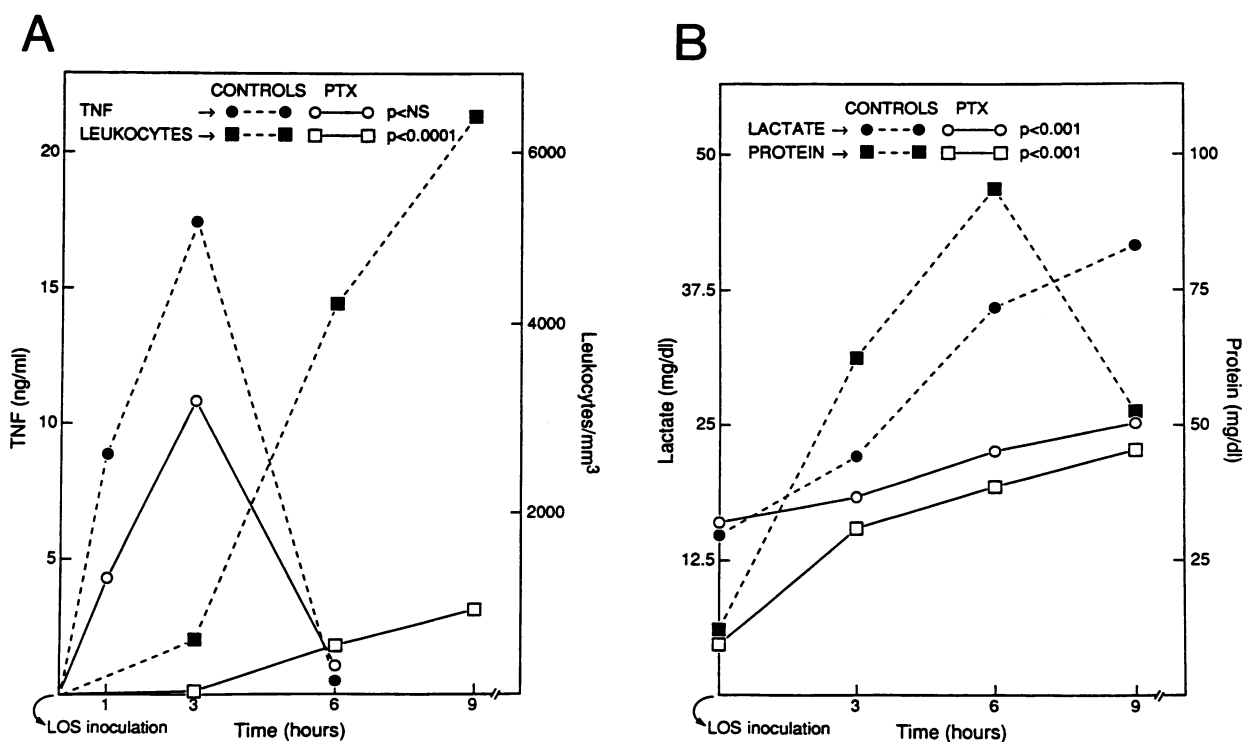 A
CONTROLS PTX
TNF → p<NS
LEUKOCYTES → p<0.0001
20
15
10
5
0
TNF (ng/ml)
6000
4000
2000
Leukocytes/mm3
1 3 6 9
LOS inoculation
Time (hours)
B
CONTROLS PTX
LACTATE → p<0.001
PROTEIN → p<0.001
50
37.5
25
12.5
0
Lactate (mg/dl)
100
75
50
25
Protein (mg/dl)
3 6 9
LOS inoculation
Time (hours)